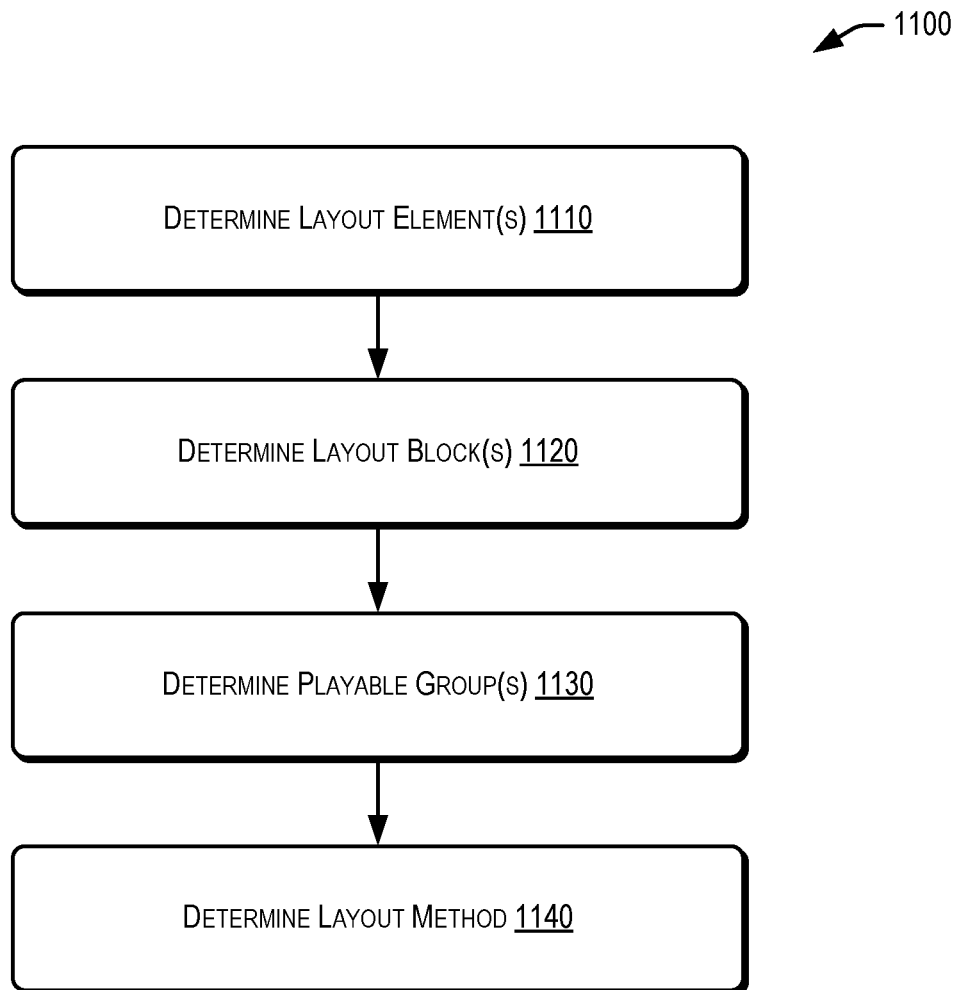 1100
DETERMINE LAYOUT ELEMENT(S) 1110
DETERMINE LAYOUT BLOCK(S) 1120
DETERMINE PLAYABLE GROUP(S) 1130
DETERMINE LAYOUT METHOD 1140